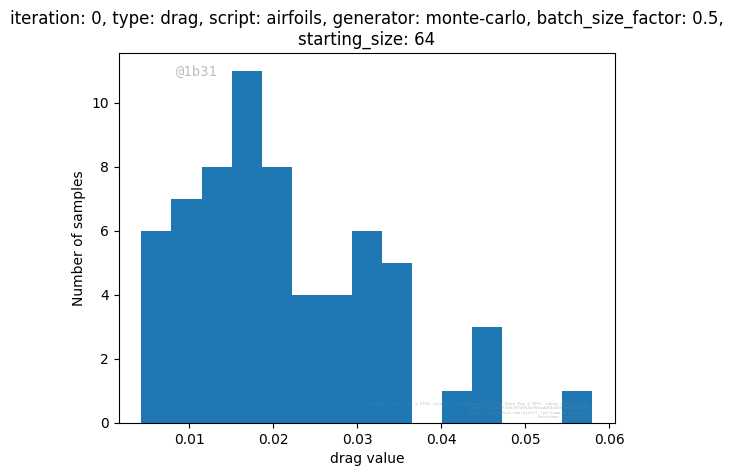 iteration: 0, type: drag, script: airfoils, generator: monte-carlo, batch_size_factor: 0.5,
starting_size: 64
@1b31
10
8
6
4
2
0
Number of samples
0.01 0.02 0.03 0.04 0.05 0.06
drag value